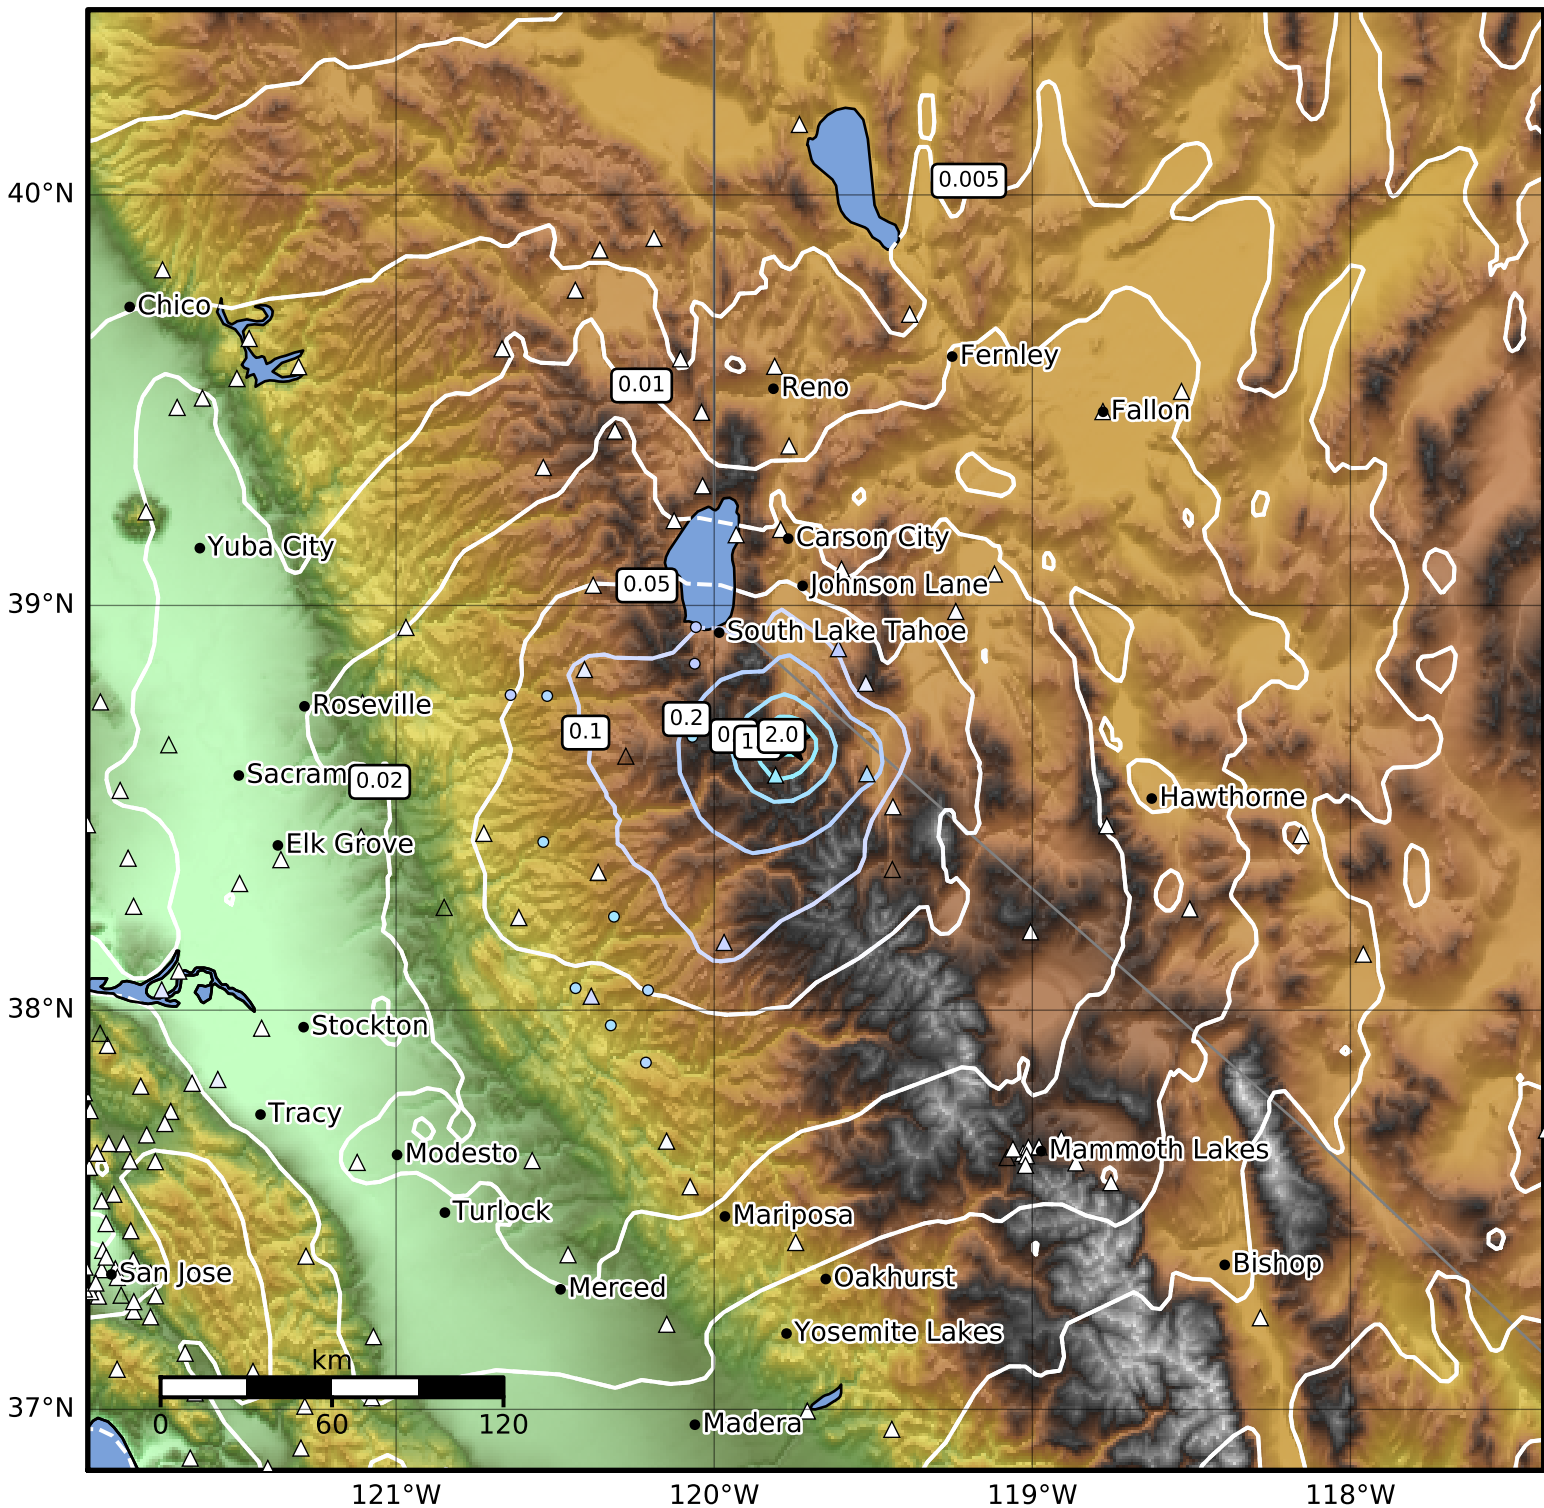 0.005
40°N
Chico
Fernley
0.01
Reno
Fallon
Carson City
Yuba City
0.05
Johnson Lane
39°N
South Lake Tahoe
Roseville
0.2
0.1
2.0
Sacram
0.02
Hawthorne
Elk Grove
38°N
Stockton
Tracy
Modesto
Mammoth Lakes
Turlock
Mariposa
San Jose
Bishop
Oakhurst
Merced
Yosemite Lakes
km
0 60 120
37°N
Madera
121°W 120°W 119°W 118°W